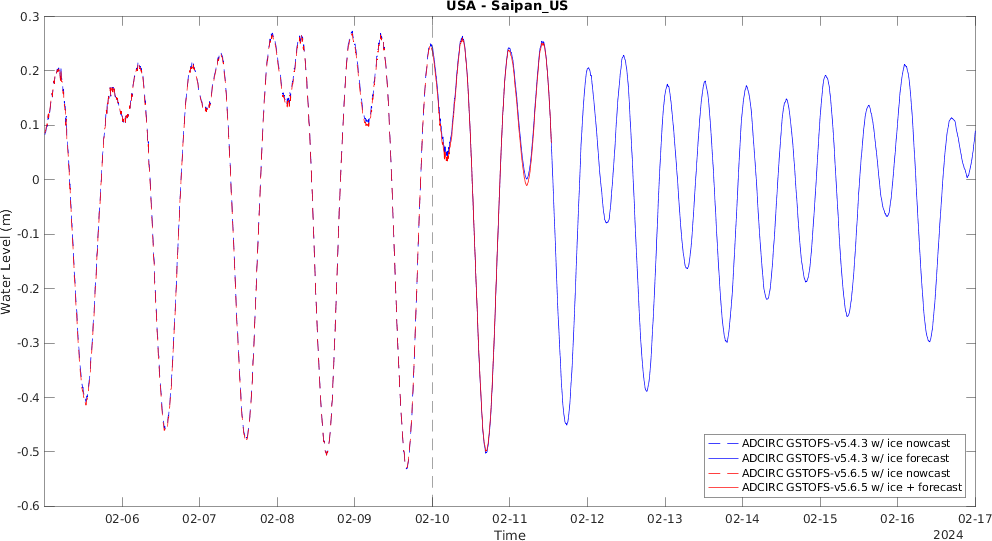 USA - Saipan_US
0.3
0.2
0.1
0
-0.1
-0.2
-0.3
-0.4
-0.5
-0.6
Water Level (m)
ADCIRC GSTOFS-v5.4.3 w/ ice nowcast
ADCIRC GSTOFS-v5.4.3 w/ ice forecast
ADCIRC GSTOFS-v5.6.5 w/ ice nowcast
ADCIRC GSTOFS-v5.6.5 w/ ice + forecast
02-06 02-07 02-08 02-09 02-10 02-11 02-12 02-13 02-14 02-15 02-16 02-17
Time
2024